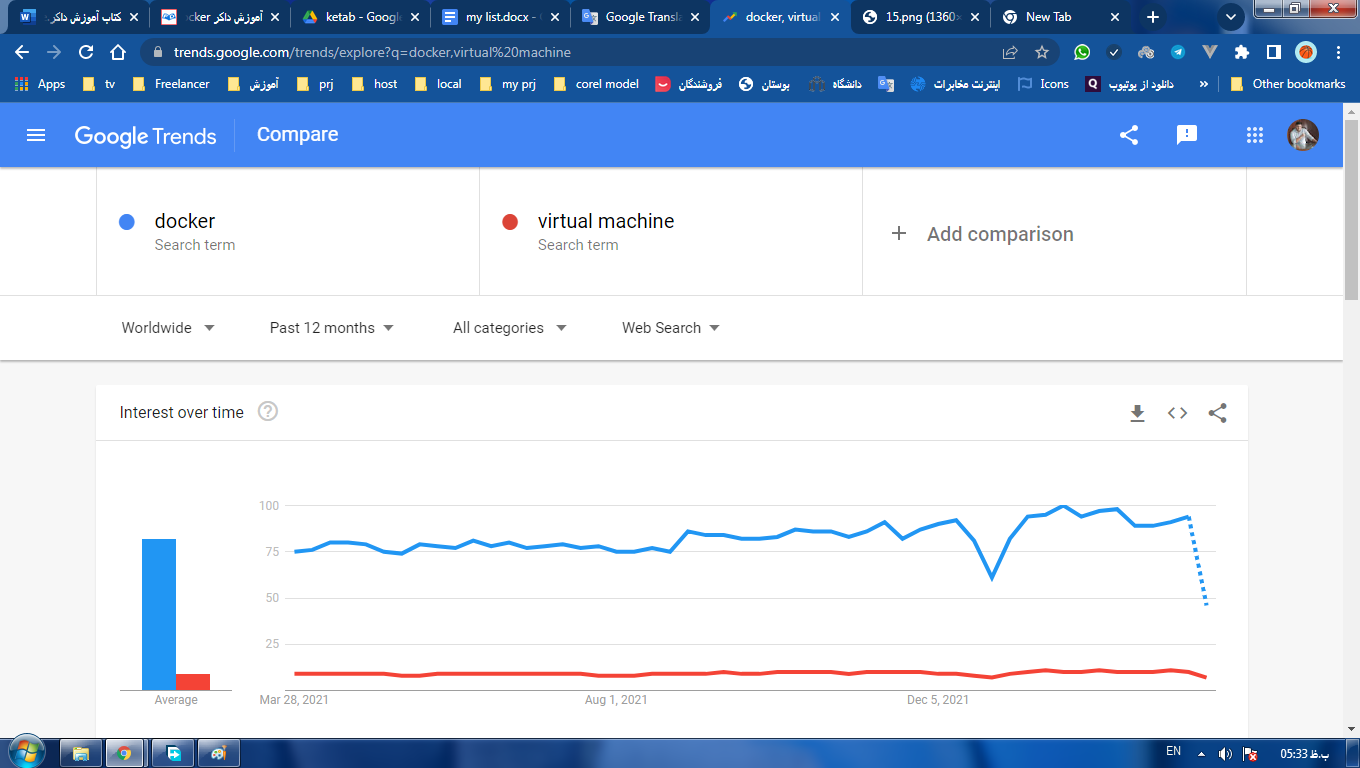 کتاب آموزش داکر
آموزش داکر ocker
ketab - Google
my list.docx - G
Google Transla
docker, virtual
15.png (1360×
New Tab
trends.google.com/trends/explore?q=docker,virtual%20machine
Apps
tv
Freelancer
آموزش
prj
host
local
my prj
corel model
فروشندگان
بوستان
دانشگاه
اینترنت مخابرات
Icons
دانلود از یوتیوب
»
Other bookmarks
Google Trends
Compare
docker
Search term
virtual machine
Search term
+ Add comparison
Worldwide
Past 12 months
All categories
Web Search
Interest over time
100
75
50
25
Average
Mar 28, 2021
Aug 1, 2021
Dec 5, 2021
EN
05:33 ب.ظ